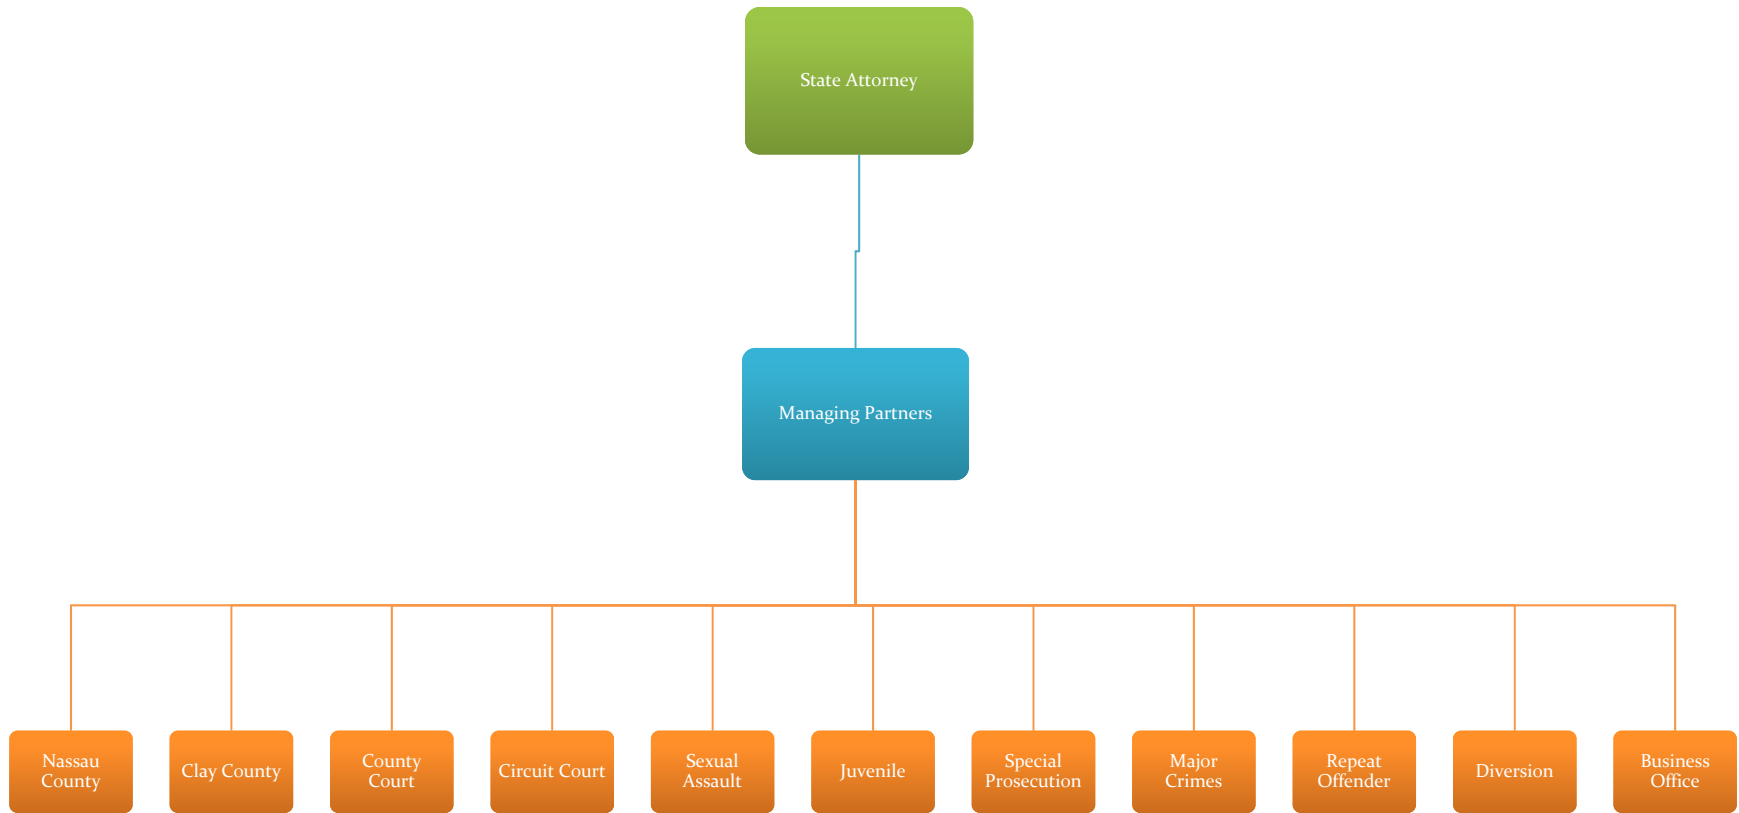 State Attorney
Managing Partners
Nassau
County
Clay County
County
Court
Circuit Court
Sexual
Assault
Juvenile
Special
Prosecution
Major
Crimes
Repeat
Offender
Diversion
Business
Office